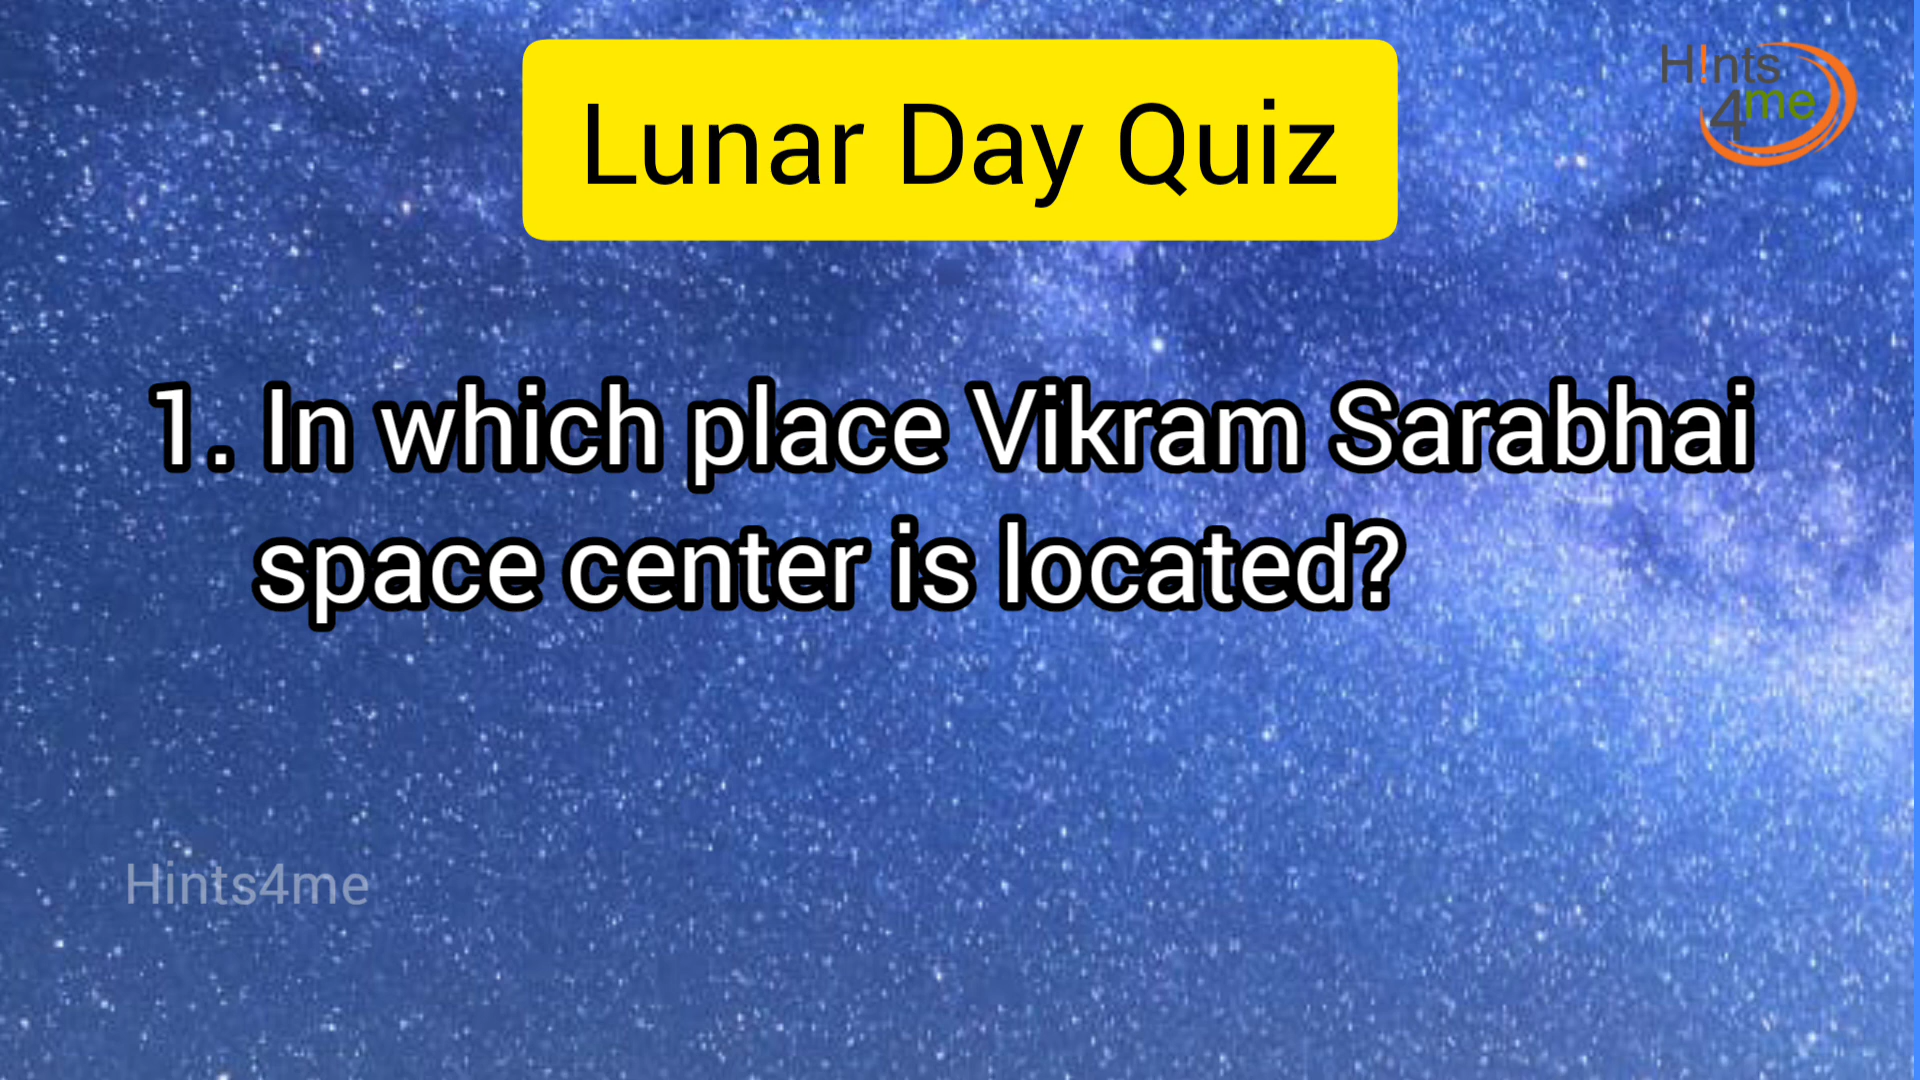 Lunar Day Quiz
H!nts
4me
1. In which place Vikram Sarabhai
space center is located?
Hints4me